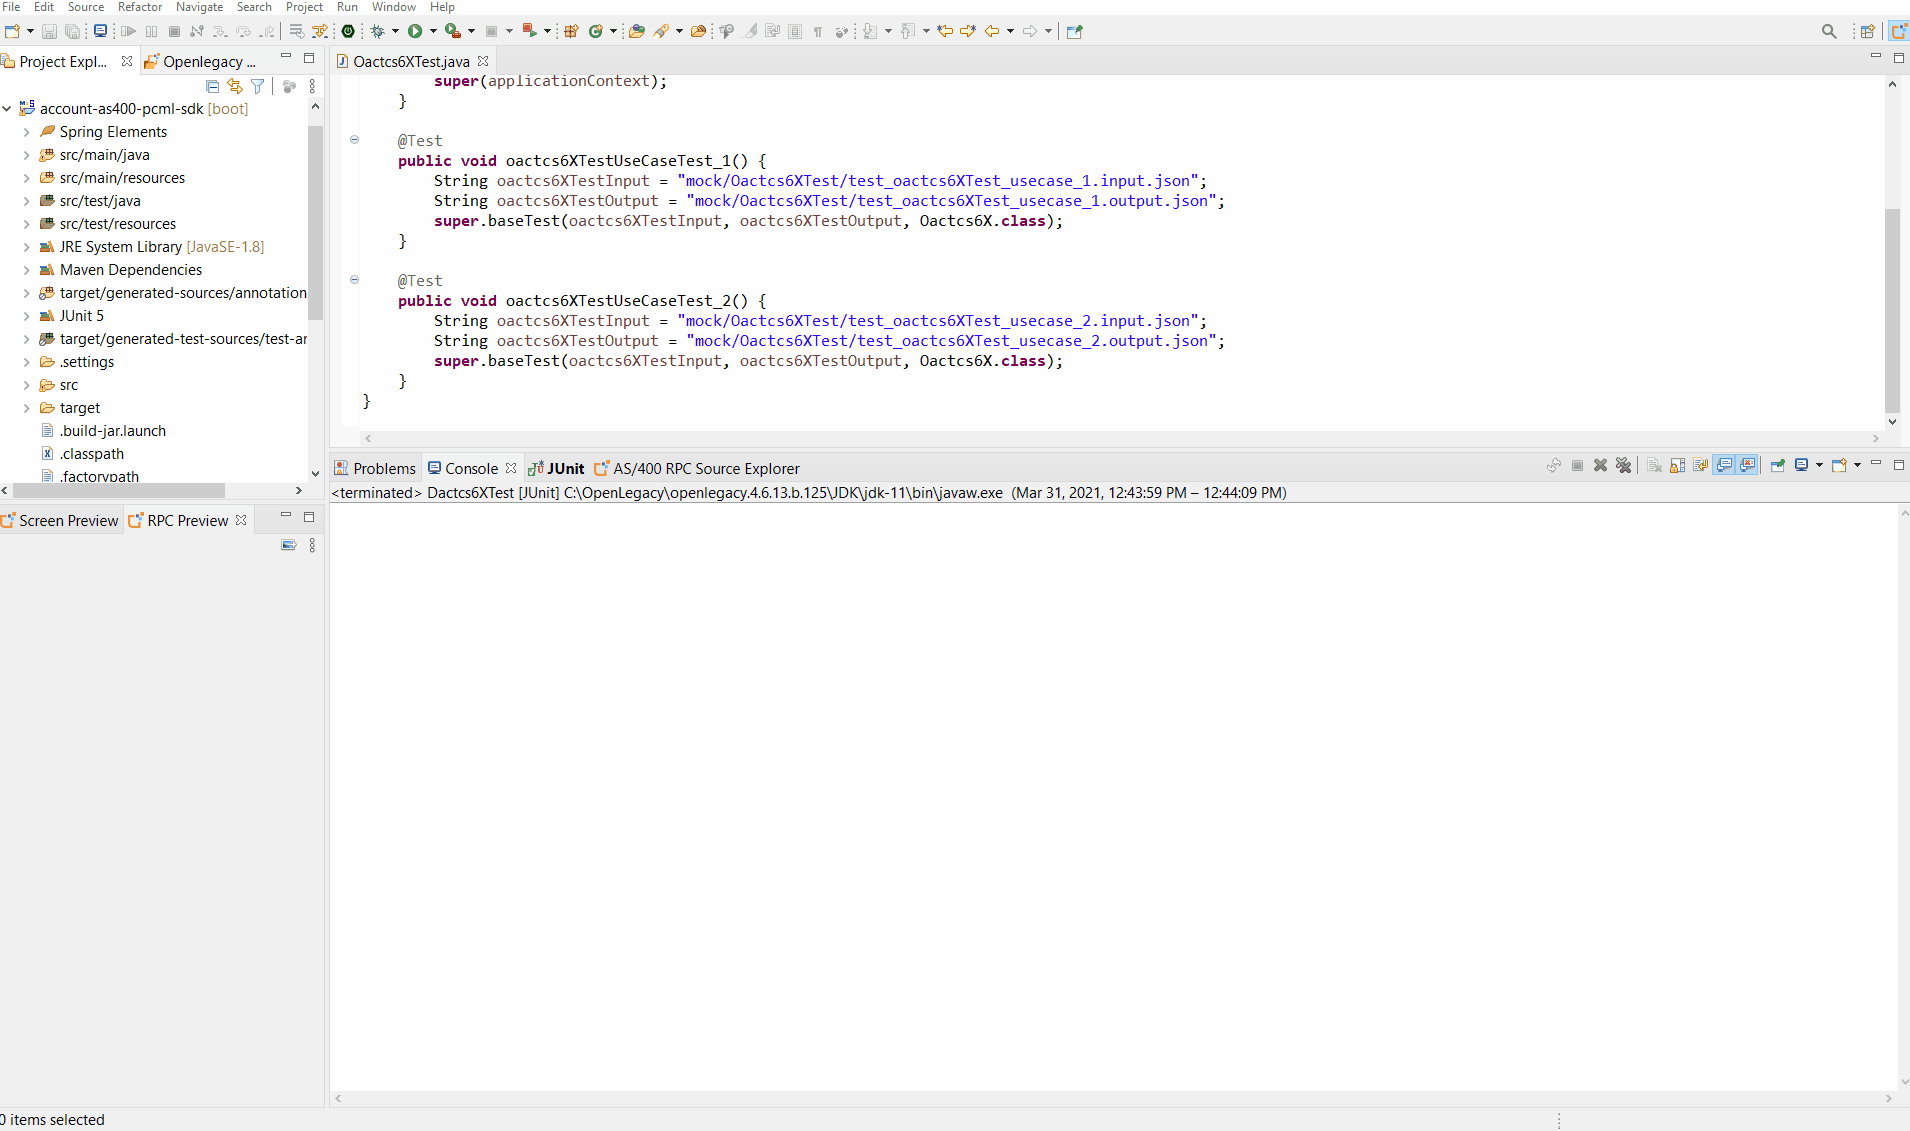 File Edit Source Refactor Navigate Search Project Run Window Help
Project Expl...
Openlegacy ...
account-as400-pcml-sdk [boot]
Spring Elements
src/main/java
src/main/resources
src/test/java
src/test/resources
JRE System Library [JavaSE-1.8]
Maven Dependencies
target/generated-sources/annotation
JUnit 5
target/generated-test-sources/test-ar
.settings
src
target
.build-jar.launch
.classpath
.factorypath
Oactcs6XTest.java
super(applicationContext);
}
@Test
public void oactcs6XTestUseCaseTest_1() {
String oactcs6XTestInput = "mock/Oactcs6XTest/test_oactcs6XTest_usecase_1.input.json";
String oactcs6XTestOutput = "mock/Oactcs6XTest/test_oactcs6XTest_usecase_1.output.json";
super.baseTest(oactcs6XTestInput, oactcs6XTestOutput, Oactcs6X.class);
}
@Test
public void oactcs6XTestUseCaseTest_2() {
String oactcs6XTestInput = "mock/Oactcs6XTest/test_oactcs6XTest_usecase_2.input.json";
String oactcs6XTestOutput = "mock/Oactcs6XTest/test_oactcs6XTest_usecase_2.output.json";
super.baseTest(oactcs6XTestInput, oactcs6XTestOutput, Oactcs6X.class);
}
}
Problems Console JUnit AS/400 RPC Source Explorer
<terminated> Dactcs6XTest [JUnit] C:\OpenLegacy\openlegacy.4.6.13.b.125\JDK\jdk-11\bin\javaw.exe (Mar 31, 2021, 12:43:59 PM – 12:44:09 PM)
Screen Preview RPC Preview
0 items selected